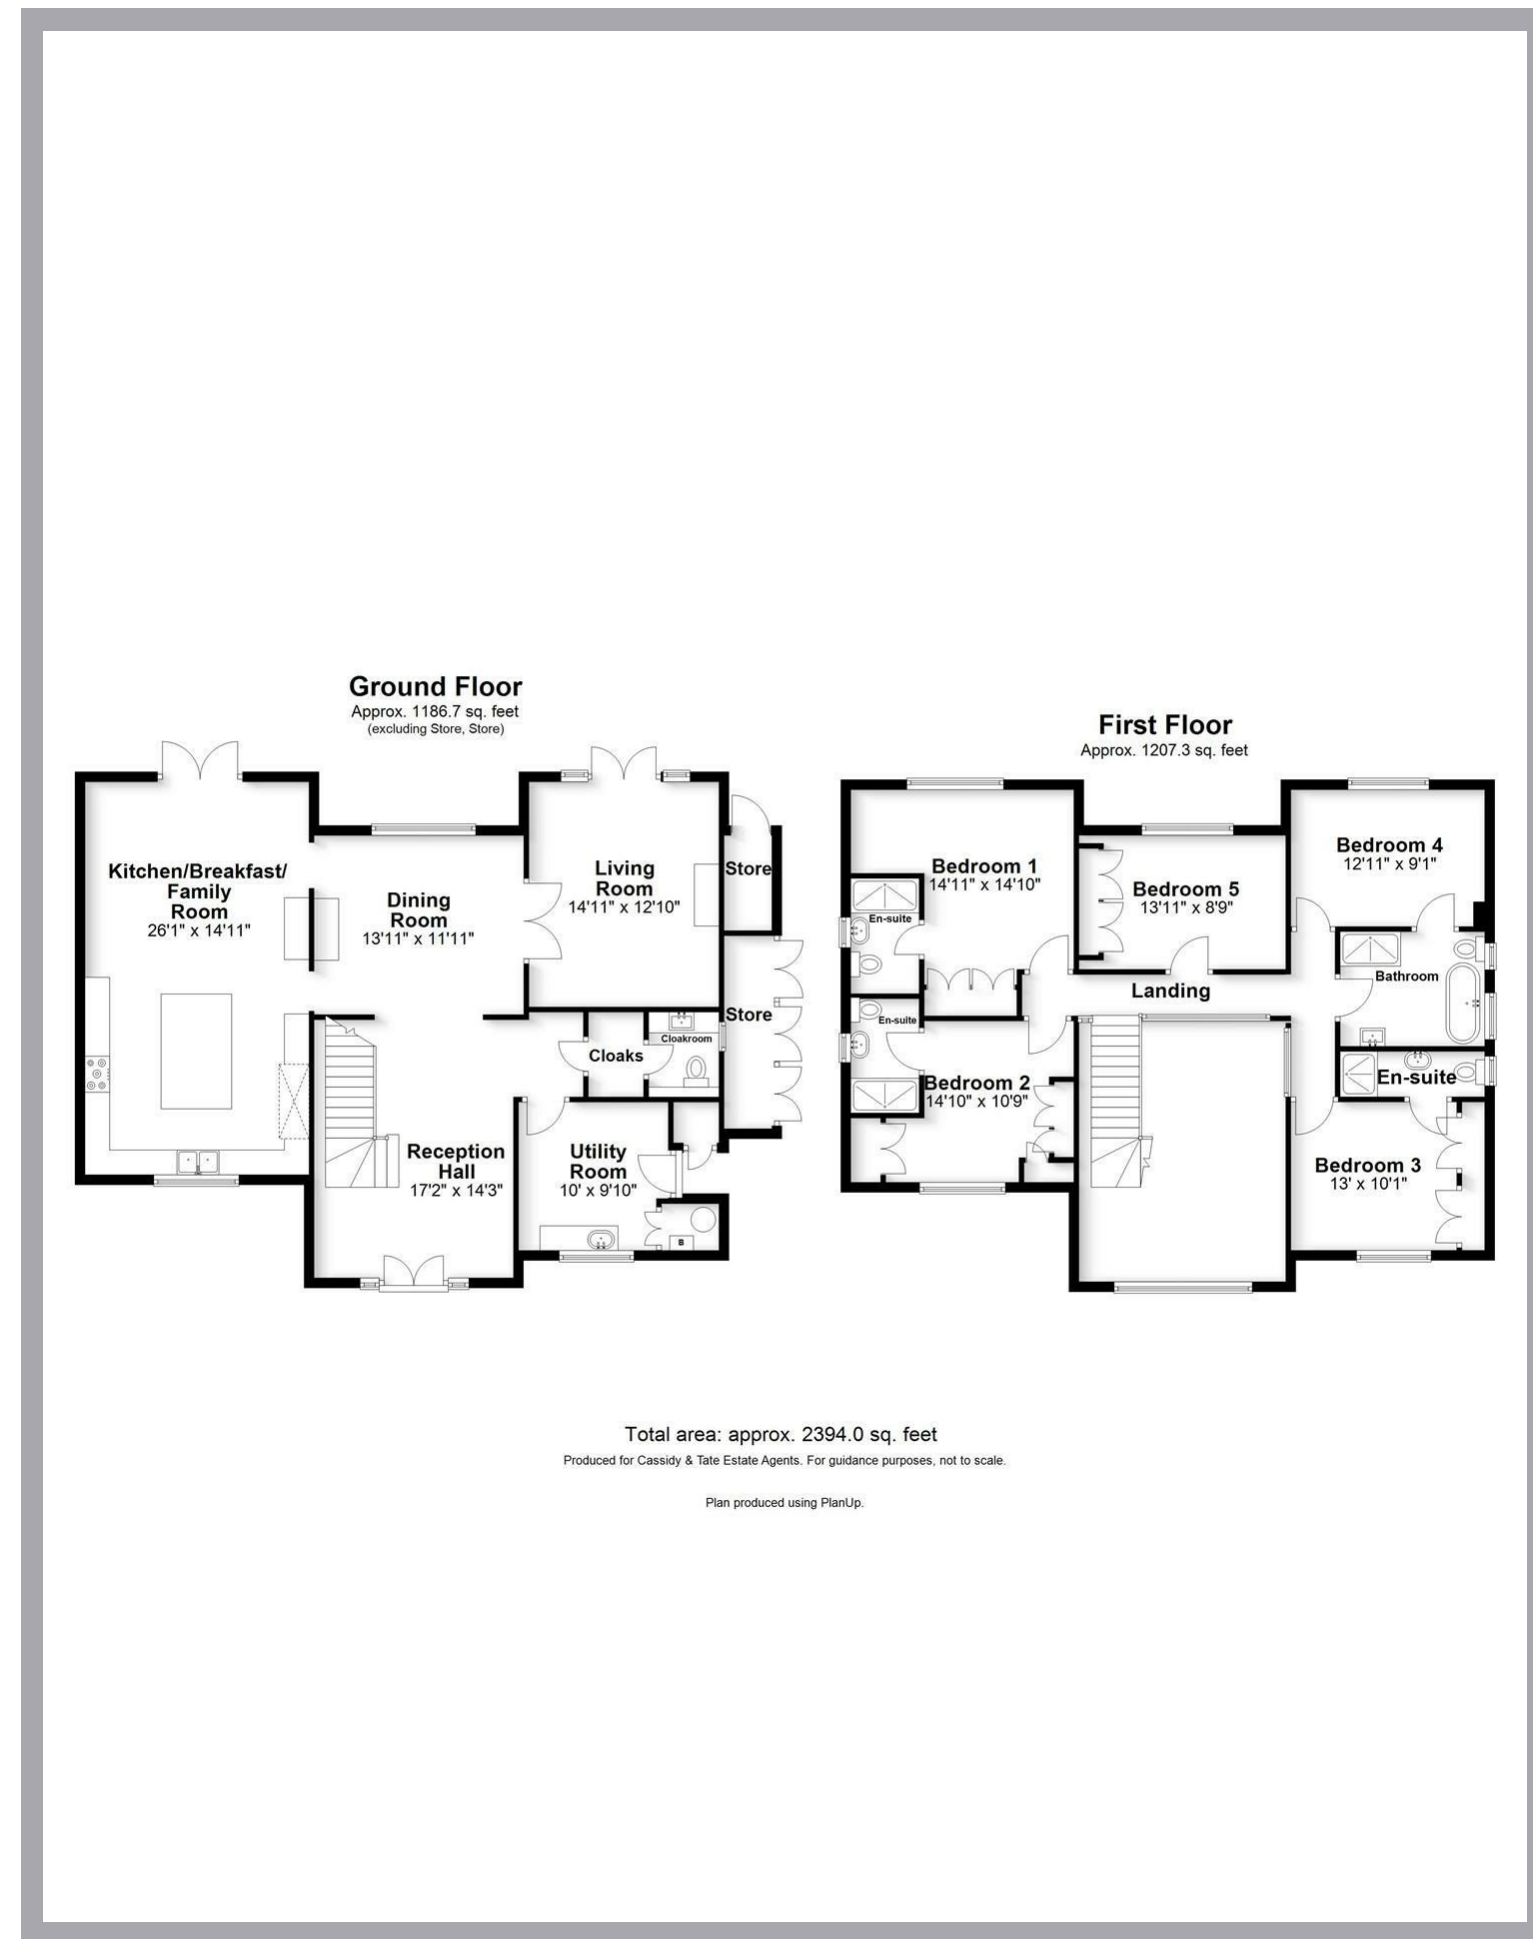 Ground Floor
Approx. 1186.7 sq. feet
(excluding Store, Store)
Kitchen/Breakfast/
Family
Room
26'1" x 14'11"
Dining
Room
13'11" x 11'11"
Living
Room
14'11" x 12'10"
Store
Store
Cloaks
Cloakroom
Reception
Hall
17'2" x 14'3"
Utility
Room
10' x 9'10"
B
First Floor
Approx. 1207.3 sq. feet
Bedroom 1
14'11" x 14'10"
En-suite
Bedroom 5
13'11" x 8'9"
Bedroom 4
12'11" x 9'1"
Bathroom
Landing
En-suite
Bedroom 2
14'10" x 10'9"
En-suite
Bedroom 3
13' x 10'1"
Total area: approx. 2394.0 sq. feet
Produced for Cassidy & Tate Estate Agents. For guidance purposes, not to scale.
Plan produced using PlanUp.